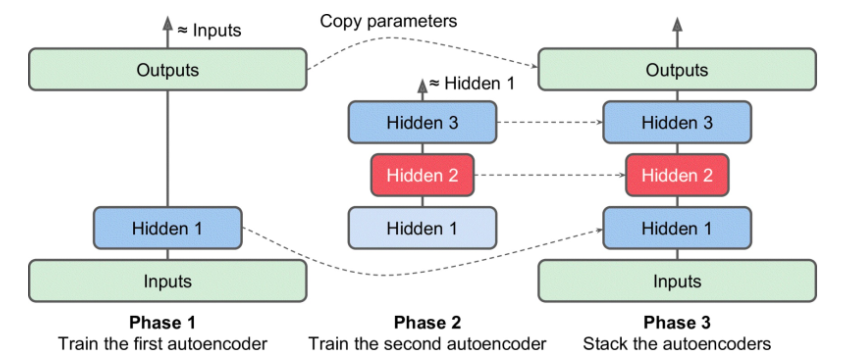 Copy parameters
≈ Inputs
Outputs
Outputs
≈ Hidden 1
Hidden 3
Hidden 3
Hidden 2
Hidden 2
Hidden 1
Hidden 1
Hidden 1
Inputs
Inputs
Phase 1
Train the first autoencoder
Phase 2
Train the second autoencoder
Phase 3
Stack the autoencoders